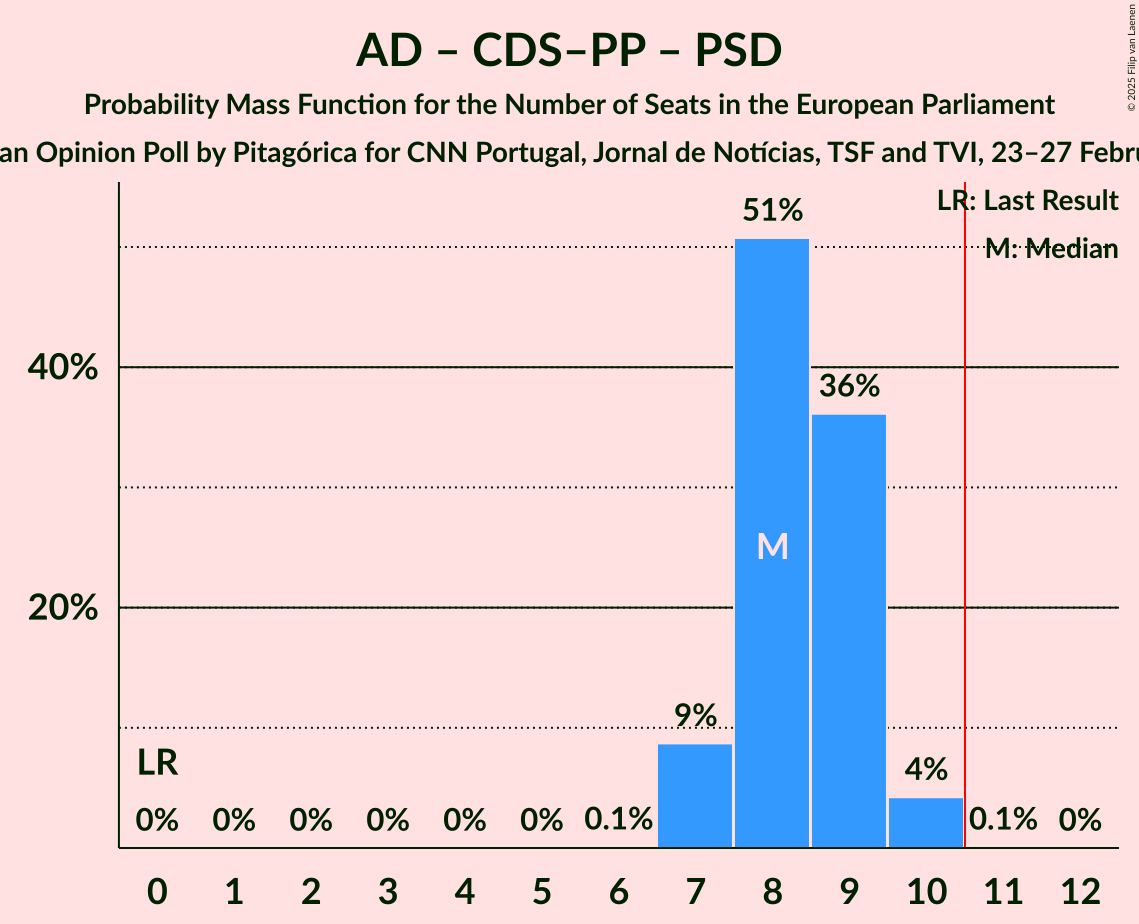 AD – CDS–PP – PSD
Probability Mass Function for the Number of Seats in the European Parliament
an Opinion Poll by Pitagórica for CNN Portugal, Jornal de Notícias, TSF and TVI, 23–27
© 2025 Filip van Laenen
LR: Last Result
M: Median
51%
40%
36%
M
20%
9%
LR
4%
0% 0% 0% 0% 0% 0% 0.1% 0.1% 0%
0 1 2 3 4 5 6 7 8 9 10 11 12